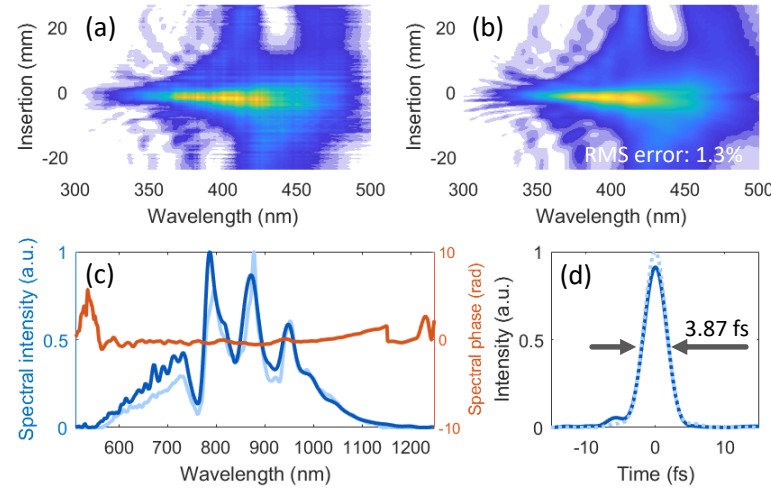 (a)
Insertion (mm)
20
0
-20
300 350 400 450 500
Wavelength (nm)
(b)
Insertion (mm)
20
0
-20
RMS error: 1.3%
300 350 400 450 500
Wavelength (nm)
(c)
Spectral intensity (a.u.)
1
0.5
0
10
0
-10
Spectral phase (rad)
600 700 800 900 1000 1100 1200
Wavelength (nm)
(d)
Intensity (a.u.)
1
0.5
0
3.87 fs
-10 0 10
Time (fs)